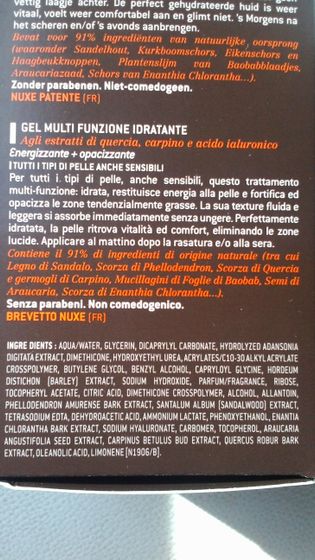 vettig laagje achter. De perfect gehydrateerde huid is weer
vitaal, voelt weer comfortabel aan en glimt niet. 's Morgens na
het scheren en/of 's avonds aanbrengen.
Bevat voor 91% ingrediënten van natuurlijke oorsprong
(waaronder Sandelhout, Kurkboomschors, Eikenschors en
Haagbeukknoppen, Plantenslijm van Baobabblaadjes,
Araucariazaad, Schors van Enanthia Chlorantha...).
Zonder parabenen. Niet-comedogeen.
NUXE PATENTE (FR)
GEL MULTI FUNZIONE IDRATANTE
Agli estratti di quercia, carpino e acido ialuronico
Energizzante + opacizzante
I TUTTI I TIPI DI PELLE ANCHE SENSIBILI
Per tutti i tipi di pelle, anche sensibili, questo trattamento
multi-funzione: idrata, restituisce energia alla pelle e fortifica ed
opacizza le zone tendenzialmente grasse. La sua texture fluida e
leggera si assorbe immediatamente senza ungere. Perfettamente
idratata, la pelle ritrova vitalità ed comfort, eliminando le zone
lucide. Applicare al mattino dopo la rasatura e/o alla sera.
Contiene il 91% di ingredienti di origine naturale (tra cui
Legno di Sandalo, Scorza di Phellodendron, Scorza di Quercia
e germogli di Carpino, Mucillagini di Foglie di Baobab, Semi di
Araucaria, Scorza di Enanthia Chlorantha...).
Senza parabeni. Non comedogenico.
BREVETTO NUXE (FR)
INGRE DIENTS : AQUA/WATER, GLYCERIN, DICAPRYLYL CARBONATE, HYDROLYZED ADANSONIA
DIGITATA EXTRACT, DIMETHICONE, HYDROXYETHYL UREA, ACRYLATES/C10-30 ALKYL ACRYLATE
CROSSPOLYMER, BUTYLENE GLYCOL, BENZYL ALCOHOL, CAPRYLOYL GLYCINE, HORDEUM
DISTICHON (BARLEY) EXTRACT, SODIUM HYDROXIDE, PARFUM/FRAGRANCE, RIBOSE,
TOCOPHERYL ACETATE, CITRIC ACID, DIMETHICONE CROSSPOLYMER, ALCOHOL, ALLANTOIN,
PHELLODENDRON AMURENSE BARK EXTRACT, SANTALUM ALBUM (SANDALWOOD) EXTRACT,
TETRASODIUM EDTA, DEHYDROACETIC ACID, AMMONIUM LACTATE, PHENOXYETHANOL, ENANTIA
CHLORANTHA BARK EXTRACT, SODIUM HYALURONATE, CARBOMER, TOCOPHEROL, ARAUCARIA
ANGUSTIFOLIA SEED EXTRACT, CARPINUS BETULUS BUD EXTRACT, QUERCUS ROBUR BARK
EXTRACT, OLEANOLIC ACID, LIMONENE [N1906/B].